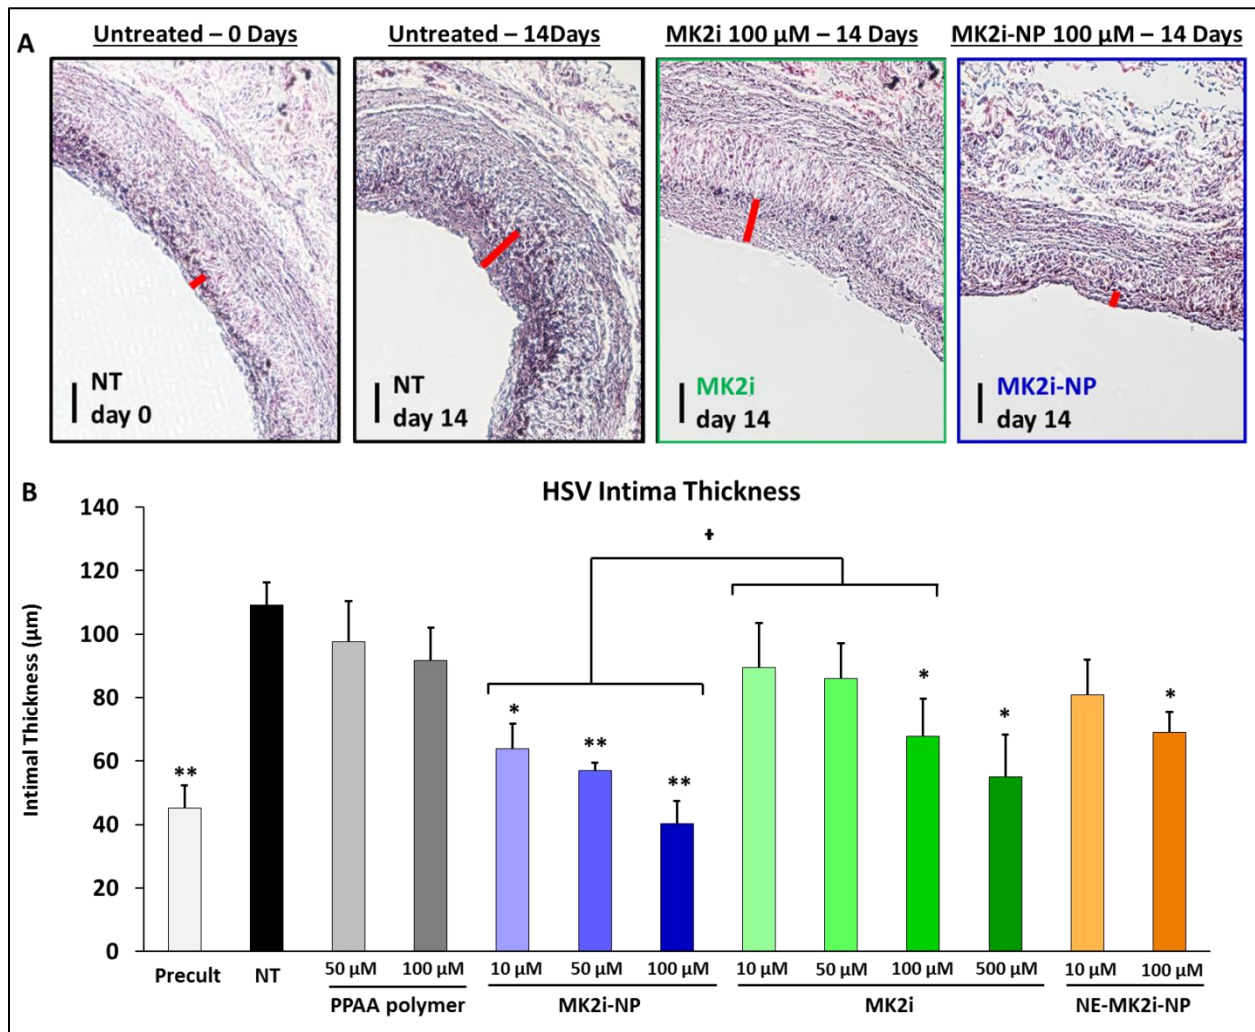 A
Untreated – 0 Days
Untreated – 14Days
MK2i 100 µM – 14 Days
MK2i-NP 100 µM – 14 Days
NT
day 0
NT
day 14
MK2i
day 14
MK2i-NP
day 14
B
HSV Intima Thickness
Intimal Thickness (µm)
140
120
100
80
60
40
20
0
**
*
**
**
*
*
*
✝
Precult
NT
50 µM
100 µM
10 µM
50 µM
100 µM
10 µM
50 µM
100 µM
500 µM
10 µM
100 µM
PPAA polymer
MK2i-NP
MK2i
NE-MK2i-NP